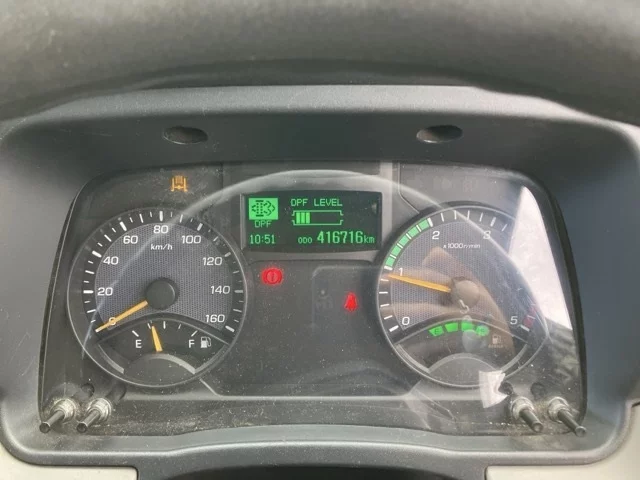 DPF LEVEL
DPF
10:51 ODO 416716km
0 20 40 60 80 100 120 140 160
km/h
E F
0 1 2 3 5
x1000r/min